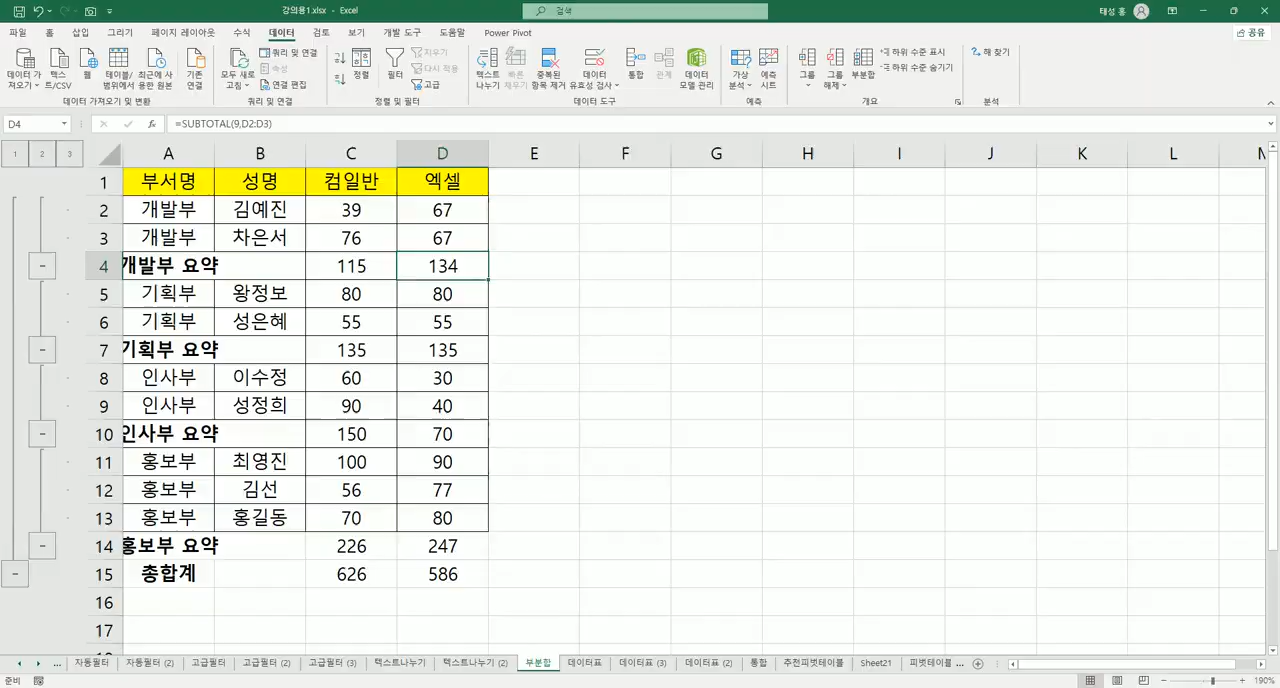 강의용1.xlsx - Excel
검색
태성 홍
파일 홈 삽입 그리기 페이지 레이아웃 수식 데이터 검토 보기 개발 도구 도움말 Power Pivot
공유
데이터 가져오기 텍스트/CSV 웹 테이블/범위에서 최근에 사용한 원본 기존 연결
데이터 가져오기 및 변환
모두 새로 고침 쿼리 및 연결 속성 연결 편집
쿼리 및 연결
정렬 필터 지우기 다시 적용 고급
정렬 및 필터
텍스트 나누기 빠른 채우기 중복된 항목 제거 데이터 유효성 검사 통합 관계 데이터 모델 관리
데이터 도구
가상 분석 예측 시트
예측
그룹 그룹 해제 부분합 하위 수준 표시 하위 수준 숨기기
개요
해 찾기
분석
D4 fx =SUBTOTAL(9,D2:D3)
1 2 3
A B C D E F G H I J K L M
1 부서명 성명 컴일반 엑셀
2 개발부 김예진 39 67
3 개발부 차은서 76 67
4 개발부 요약 115 134
5 기획부 왕정보 80 80
6 기획부 성은혜 55 55
7 기획부 요약 135 135
8 인사부 이수정 60 30
9 인사부 성정희 90 40
10 인사부 요약 150 70
11 홍보부 최영진 100 90
12 홍보부 김선 56 77
13 홍보부 홍길동 70 80
14 홍보부 요약 226 247
15 총합계 626 586
16
17
... 자동필터 자동필터 (2) 고급필터 고급필터 (2) 고급필터 (3) 텍스트나누기 텍스트나누기 (2) 부분합 데이터표 데이터표 (3) 데이터표 (2) 통합 추천피벗테이블 Sheet21 피벗테이블 ...
준비
190%